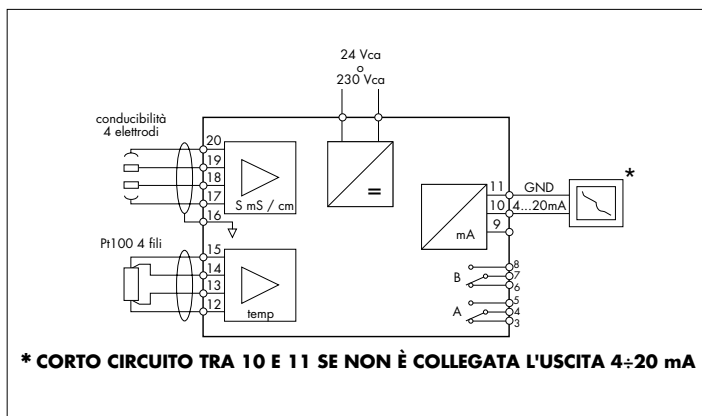 24 Vca
o
230 Vca
conducibilità
4 elettrodi
20
19
18
17
16
S mS / cm
=
11
10
9
GND
4...20mA
mA
*
Pt100 4 fili
15
14
13
12
temp
B
8
7
6
A
5
4
3
* CORTO CIRCUITO TRA 10 E 11 SE NON È COLLEGATA L'USCITA 4÷20 mA